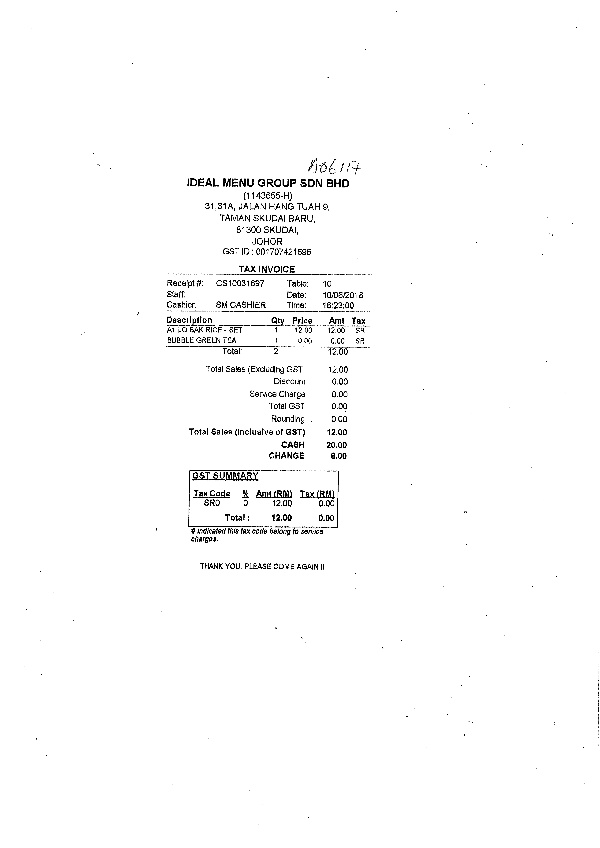 IDEAL MENU GROUP SDN BHD
(1143655-H)
31,31A, JALAN HANG TUAH 9,
TAMAN SKUDAI BARU,
81300 SKUDAI,
JOHOR
GST ID : 001707421696
TAX INVOICE
Receipt #: CS10031697 Table: 10
Staff: Date: 10/06/2018
Cashier: SM CASHIER Time: 16:23:00
Description Qty Price Amt Tax
LO BAK RICE - SET 1 12.00 12.00 SR
BUBBLE GREEN TEA 1 0.00 0.00 SR
Total: 2 12.00
Total Sales (Excluding GST 12.00
Discount 0.00
Service Charge 0.00
Total GST 0.00
Rounding 0.00
Total Sales (Inclusive of GST) 12.00
CASH 20.00
CHANGE 8.00
GST SUMMARY
Tax Code % Amt (RM) Tax (RM)
SR0 0 12.00 0.00
Total : 12.00 0.00
# indicated this tax code belong to service
charges.
THANK YOU, PLEASE COME AGAIN !!